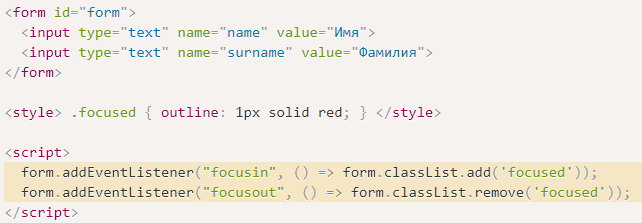 <form id="form">
  <input type="text" name="name" value="Имя">
  <input type="text" name="surname" value="Фамилия">
</form>

<style> .focused { outline: 1px solid red; } </style>

<script>
  form.addEventListener("focusin", () => form.classList.add('focused'));
  form.addEventListener("focusout", () => form.classList.remove('focused'));
</script>